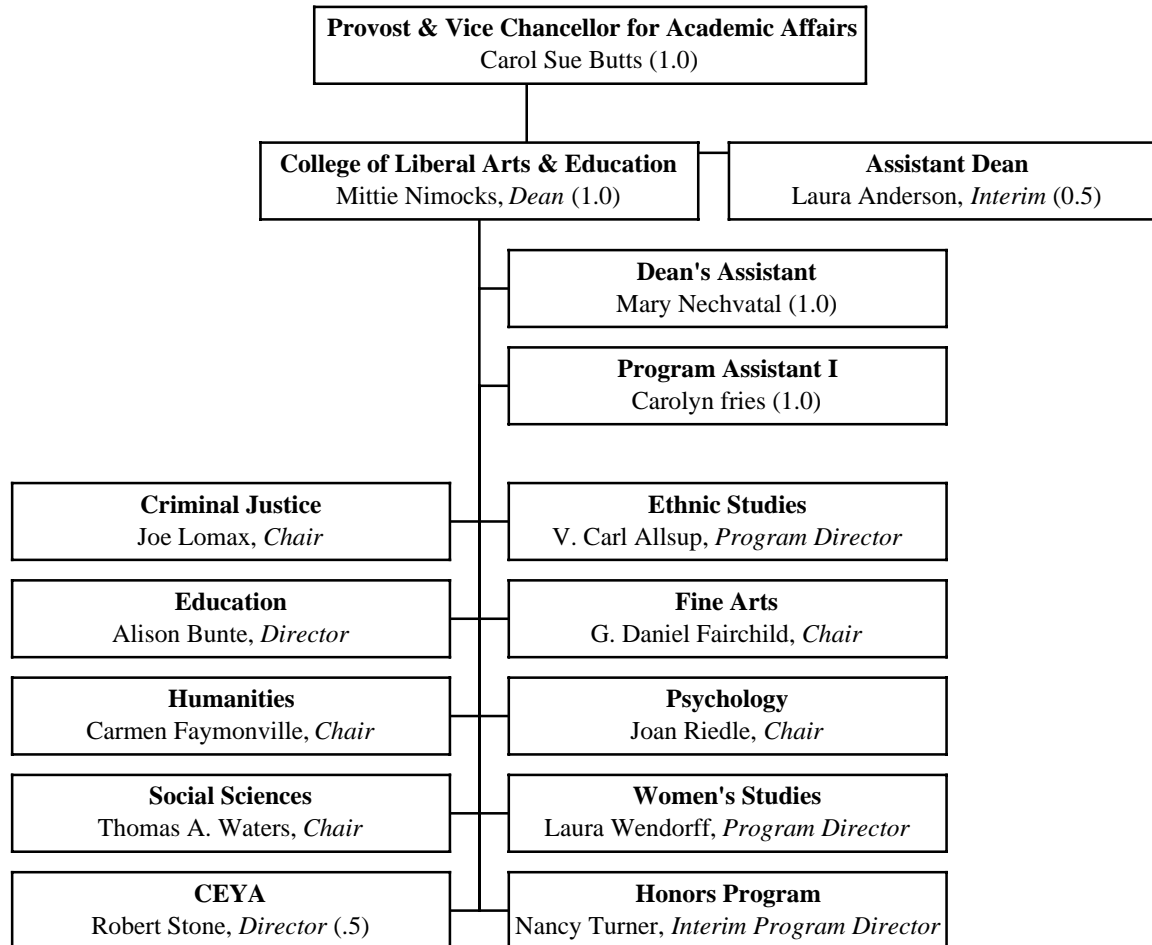 Provost & Vice Chancellor for Academic Affairs
Carol Sue Butts (1.0)
College of Liberal Arts & Education
Mittie Nimocks, Dean (1.0)
Assistant Dean
Laura Anderson, Interim (0.5)
Dean's Assistant
Mary Nechvatal (1.0)
Program Assistant I
Carolyn fries (1.0)
Criminal Justice
Joe Lomax, Chair
Ethnic Studies
V. Carl Allsup, Program Director
Education
Alison Bunte, Director
Fine Arts
G. Daniel Fairchild, Chair
Humanities
Carmen Faymonville, Chair
Psychology
Joan Riedle, Chair
Social Sciences
Thomas A. Waters, Chair
Women's Studies
Laura Wendorff, Program Director
CEYA
Robert Stone, Director (.5)
Honors Program
Nancy Turner, Interim Program Director